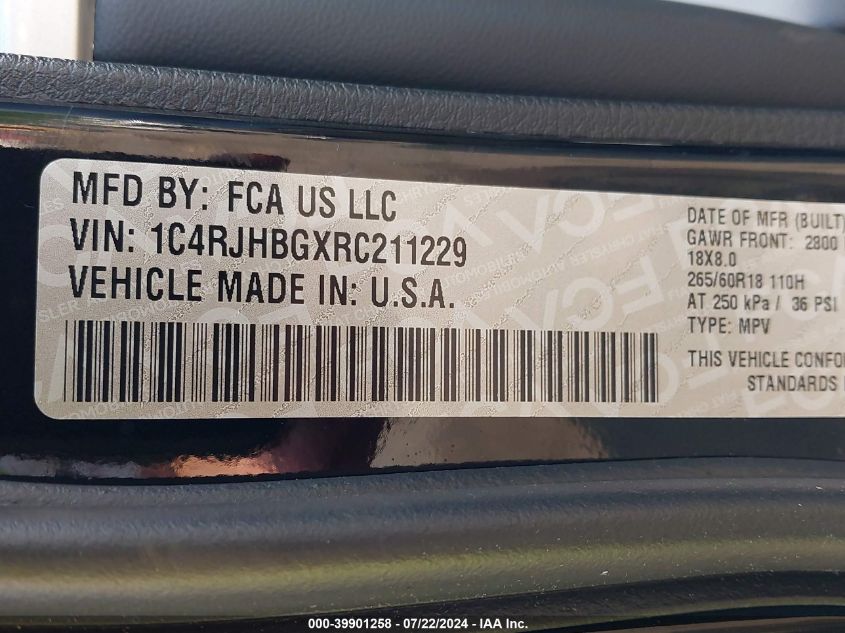 MFD BY: FCA US LLC
VIN: 1C4RJHBGXRC211229
VEHICLE MADE IN: U.S.A.
DATE OF MFR (BUILT)
GAWR FRONT: 2800
18X8.0
265/60R18 110H
AT 250 kPa / 36 PSI
TYPE: MPV
THIS VEHICLE CONFO
STANDARDS
000-39901258 - 07/22/2024 - IAA Inc.